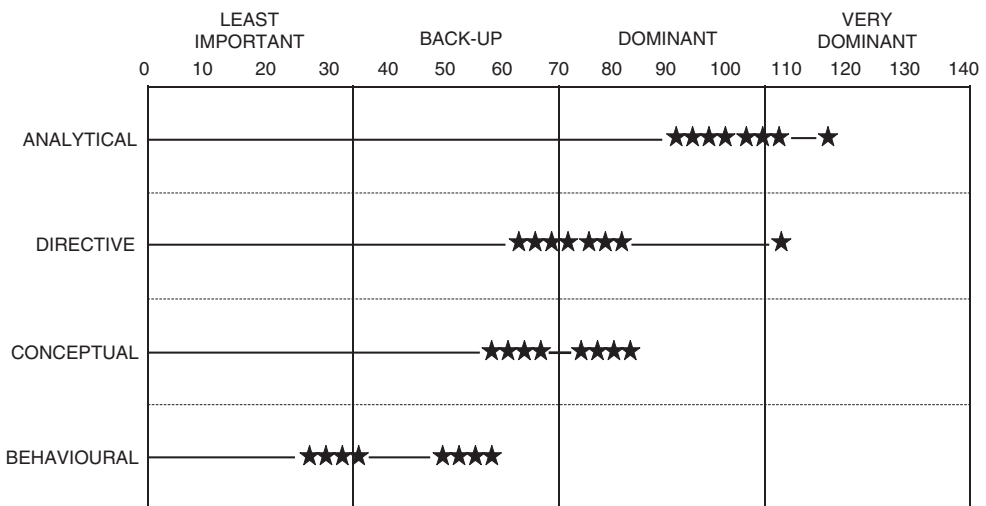 LEAST
IMPORTANT
BACK-UP
DOMINANT
VERY
DOMINANT
0 10 20 30 40 50 60 70 80 90 100 110 120 130 140
ANALYTICAL
DIRECTIVE
CONCEPTUAL
BEHAVIOURAL